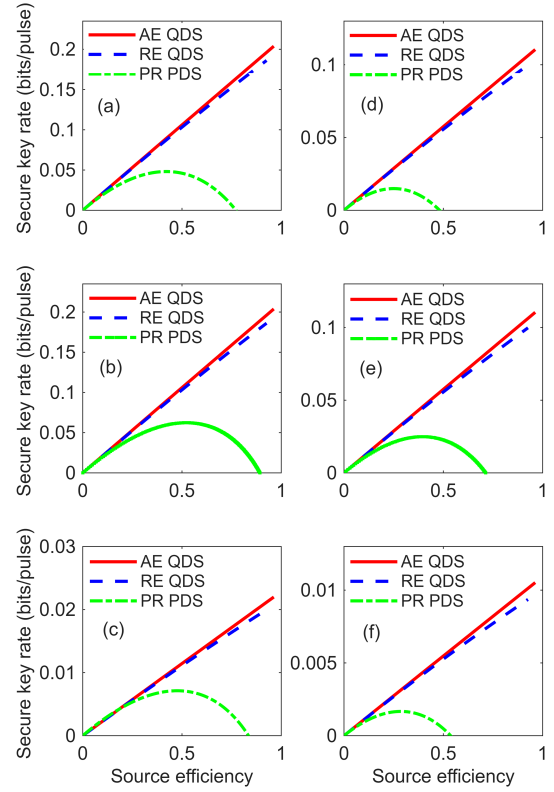 AE QDS
RE QDS
PR PDS
(a)
Secure key rate (bits/pulse)
0.2
0.15
0.1
0.05
0
0 0.5 1
AE QDS
RE QDS
PR PDS
(d)
0.1
0.05
0
0 0.5 1
AE QDS
RE QDS
PR PDS
(b)
Secure key rate (bits/pulse)
0.2
0.15
0.1
0.05
0
0 0.5 1
AE QDS
RE QDS
PR PDS
(e)
0.1
0.05
0
0 0.5 1
AE QDS
RE QDS
PR PDS
(c)
Secure key rate (bits/pulse)
0.03
0.02
0.01
0
0 0.5 1
Source efficiency
AE QDS
RE QDS
PR PDS
(f)
0.01
0.005
0
0 0.5 1
Source efficiency